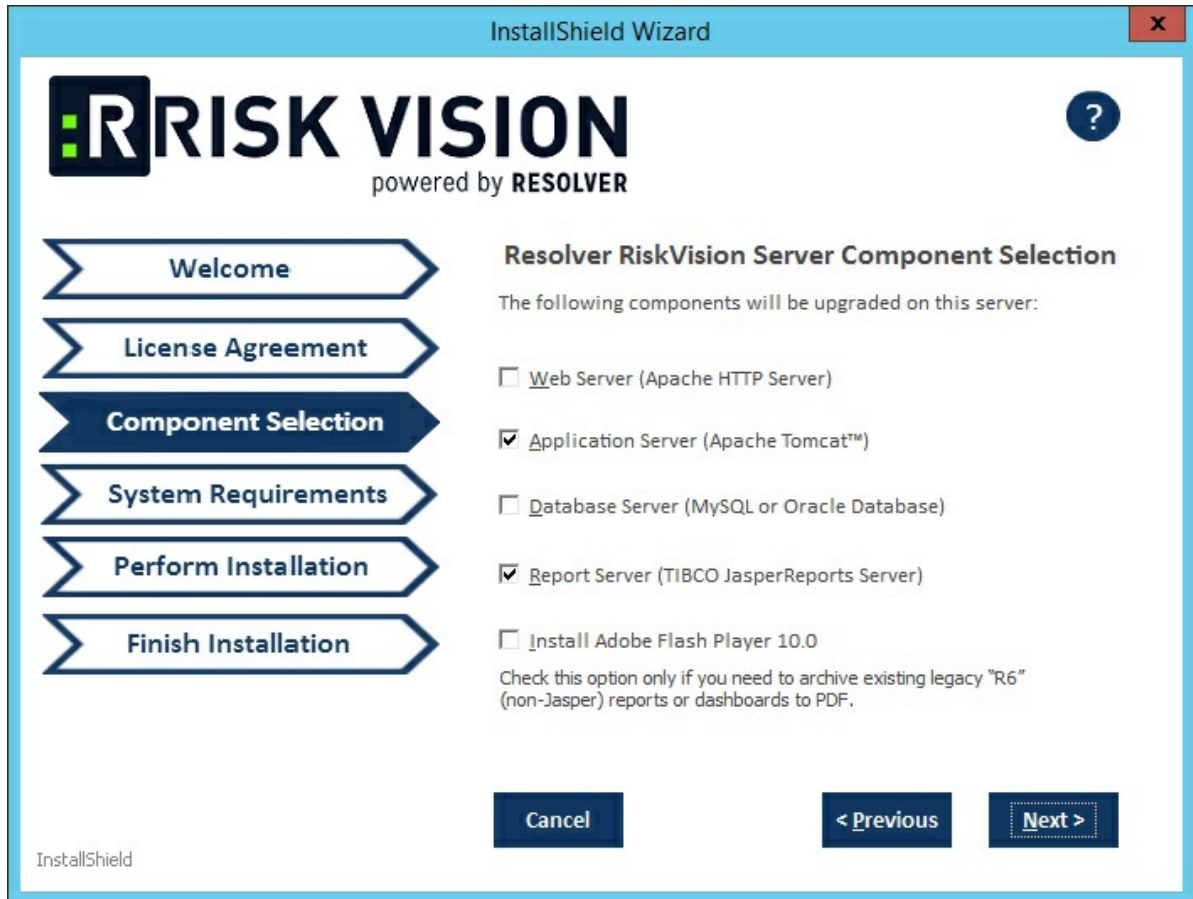 InstallShield Wizard
x
:R RISK VISION
powered by RESOLVER
?
Welcome
License Agreement
Component Selection
System Requirements
Perform Installation
Finish Installation
Resolver RiskVision Server Component Selection
The following components will be upgraded on this server:
Web Server (Apache HTTP Server)
Application Server (Apache Tomcat™)
Database Server (MySQL or Oracle Database)
Report Server (TIBCO JasperReports Server)
Install Adobe Flash Player 10.0
Check this option only if you need to archive existing legacy “R6”
(non-Jasper) reports or dashboards to PDF.
Cancel
< Previous
Next >
InstallShield